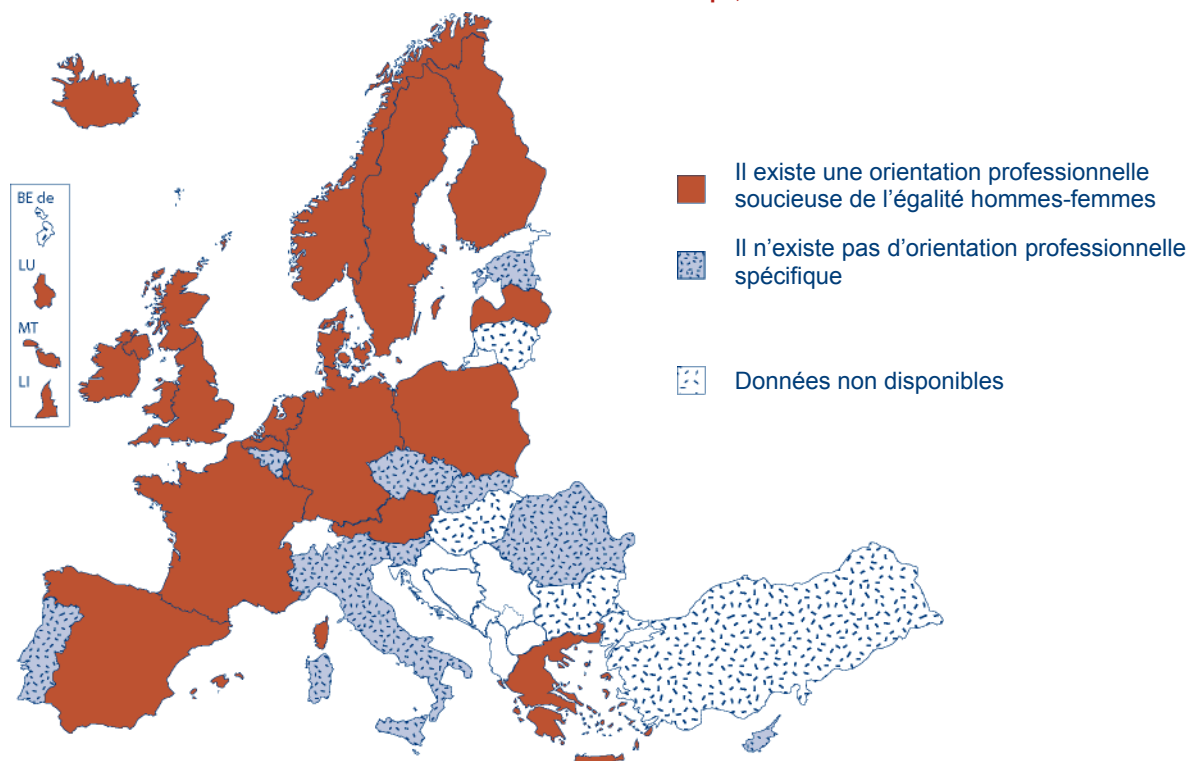 BE de
LU
MT
LI
Il existe une orientation professionnelle
soucieuse de l’égalité hommes-femmes
Il n’existe pas d’orientation professionnelle
spécifique
Données non disponibles